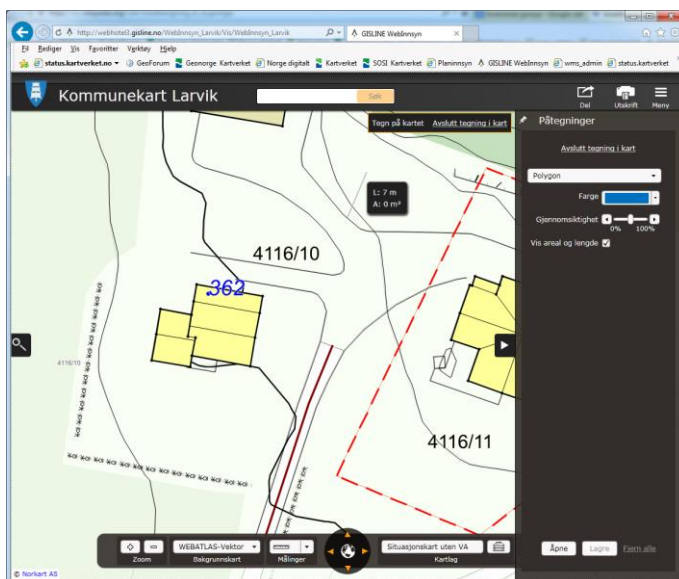 http://webhotel3.gisline.no/WebInnsyn_Larvik/Vis/WebInnsyn_Larvik
GISLINE WebInnsyn
Fil Rediger Vis Favoritter Verktøy Hjelp
status.kartverket.no
GeoForum
Geonorge Kartverket
Norge digitalt
Kartverket
SOSI Kartverket
Planinnsyn
GISLINE WebInnsyn
wms_admin
status.kartverket
Kommunekart Larvik
Søk
Del
Utskrift
Meny
Tegn på kartet Avslutt tegning i kart
Påtegninger
Avslutt tegning i kart
Polygon
Farge
Gjennomsiktighet
0% 100%
Vis areal og lengde
L: 7 m
A: 0 m²
4116/10
362
4116/10
4116/11
WEBATLAS-Vektor
Situasjonskart uten VA
Zoom
Bakgrunnskart
Målinger
Kartlag
Åpne
Lagre
Fjern alle
© Norkart AS